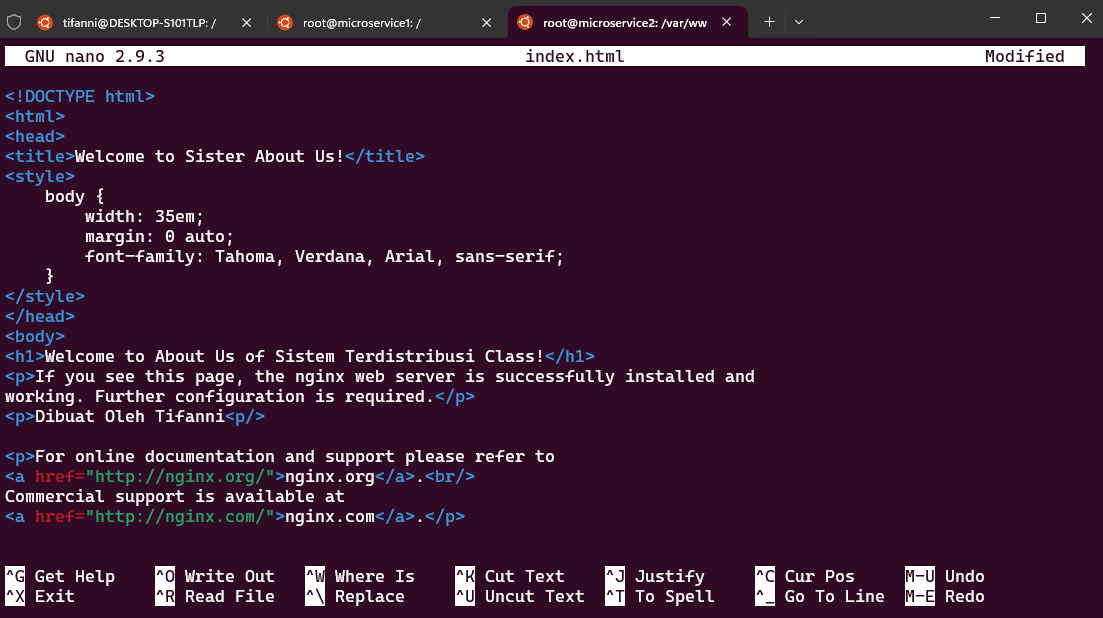 tifanni@DESKTOP-S101TLP: /
root@microservice1: /
root@microservice2: /var/ww
GNU nano 2.9.3 index.html Modified
<!DOCTYPE html>
<html>
<head>
<title>Welcome to Sister About Us!</title>
<style>
    body {
        width: 35em;
        margin: 0 auto;
        font-family: Tahoma, Verdana, Arial, sans-serif;
    }
</style>
</head>
<body>
<h1>Welcome to About Us of Sistem Terdistribusi Class!</h1>
<p>If you see this page, the nginx web server is successfully installed and
working. Further configuration is required.</p>
<p>Dibuat Oleh Tifanni<p/>
<p>For online documentation and support please refer to
<a href="http://nginx.org/">nginx.org</a>.<br/>
Commercial support is available at
<a href="http://nginx.com/">nginx.com</a>.</p>
^G Get Help ^O Write Out ^W Where Is ^K Cut Text ^J Justify ^C Cur Pos M-U Undo
^X Exit ^R Read File ^\ Replace ^U Uncut Text ^T To Spell ^_ Go To Line M-E Redo